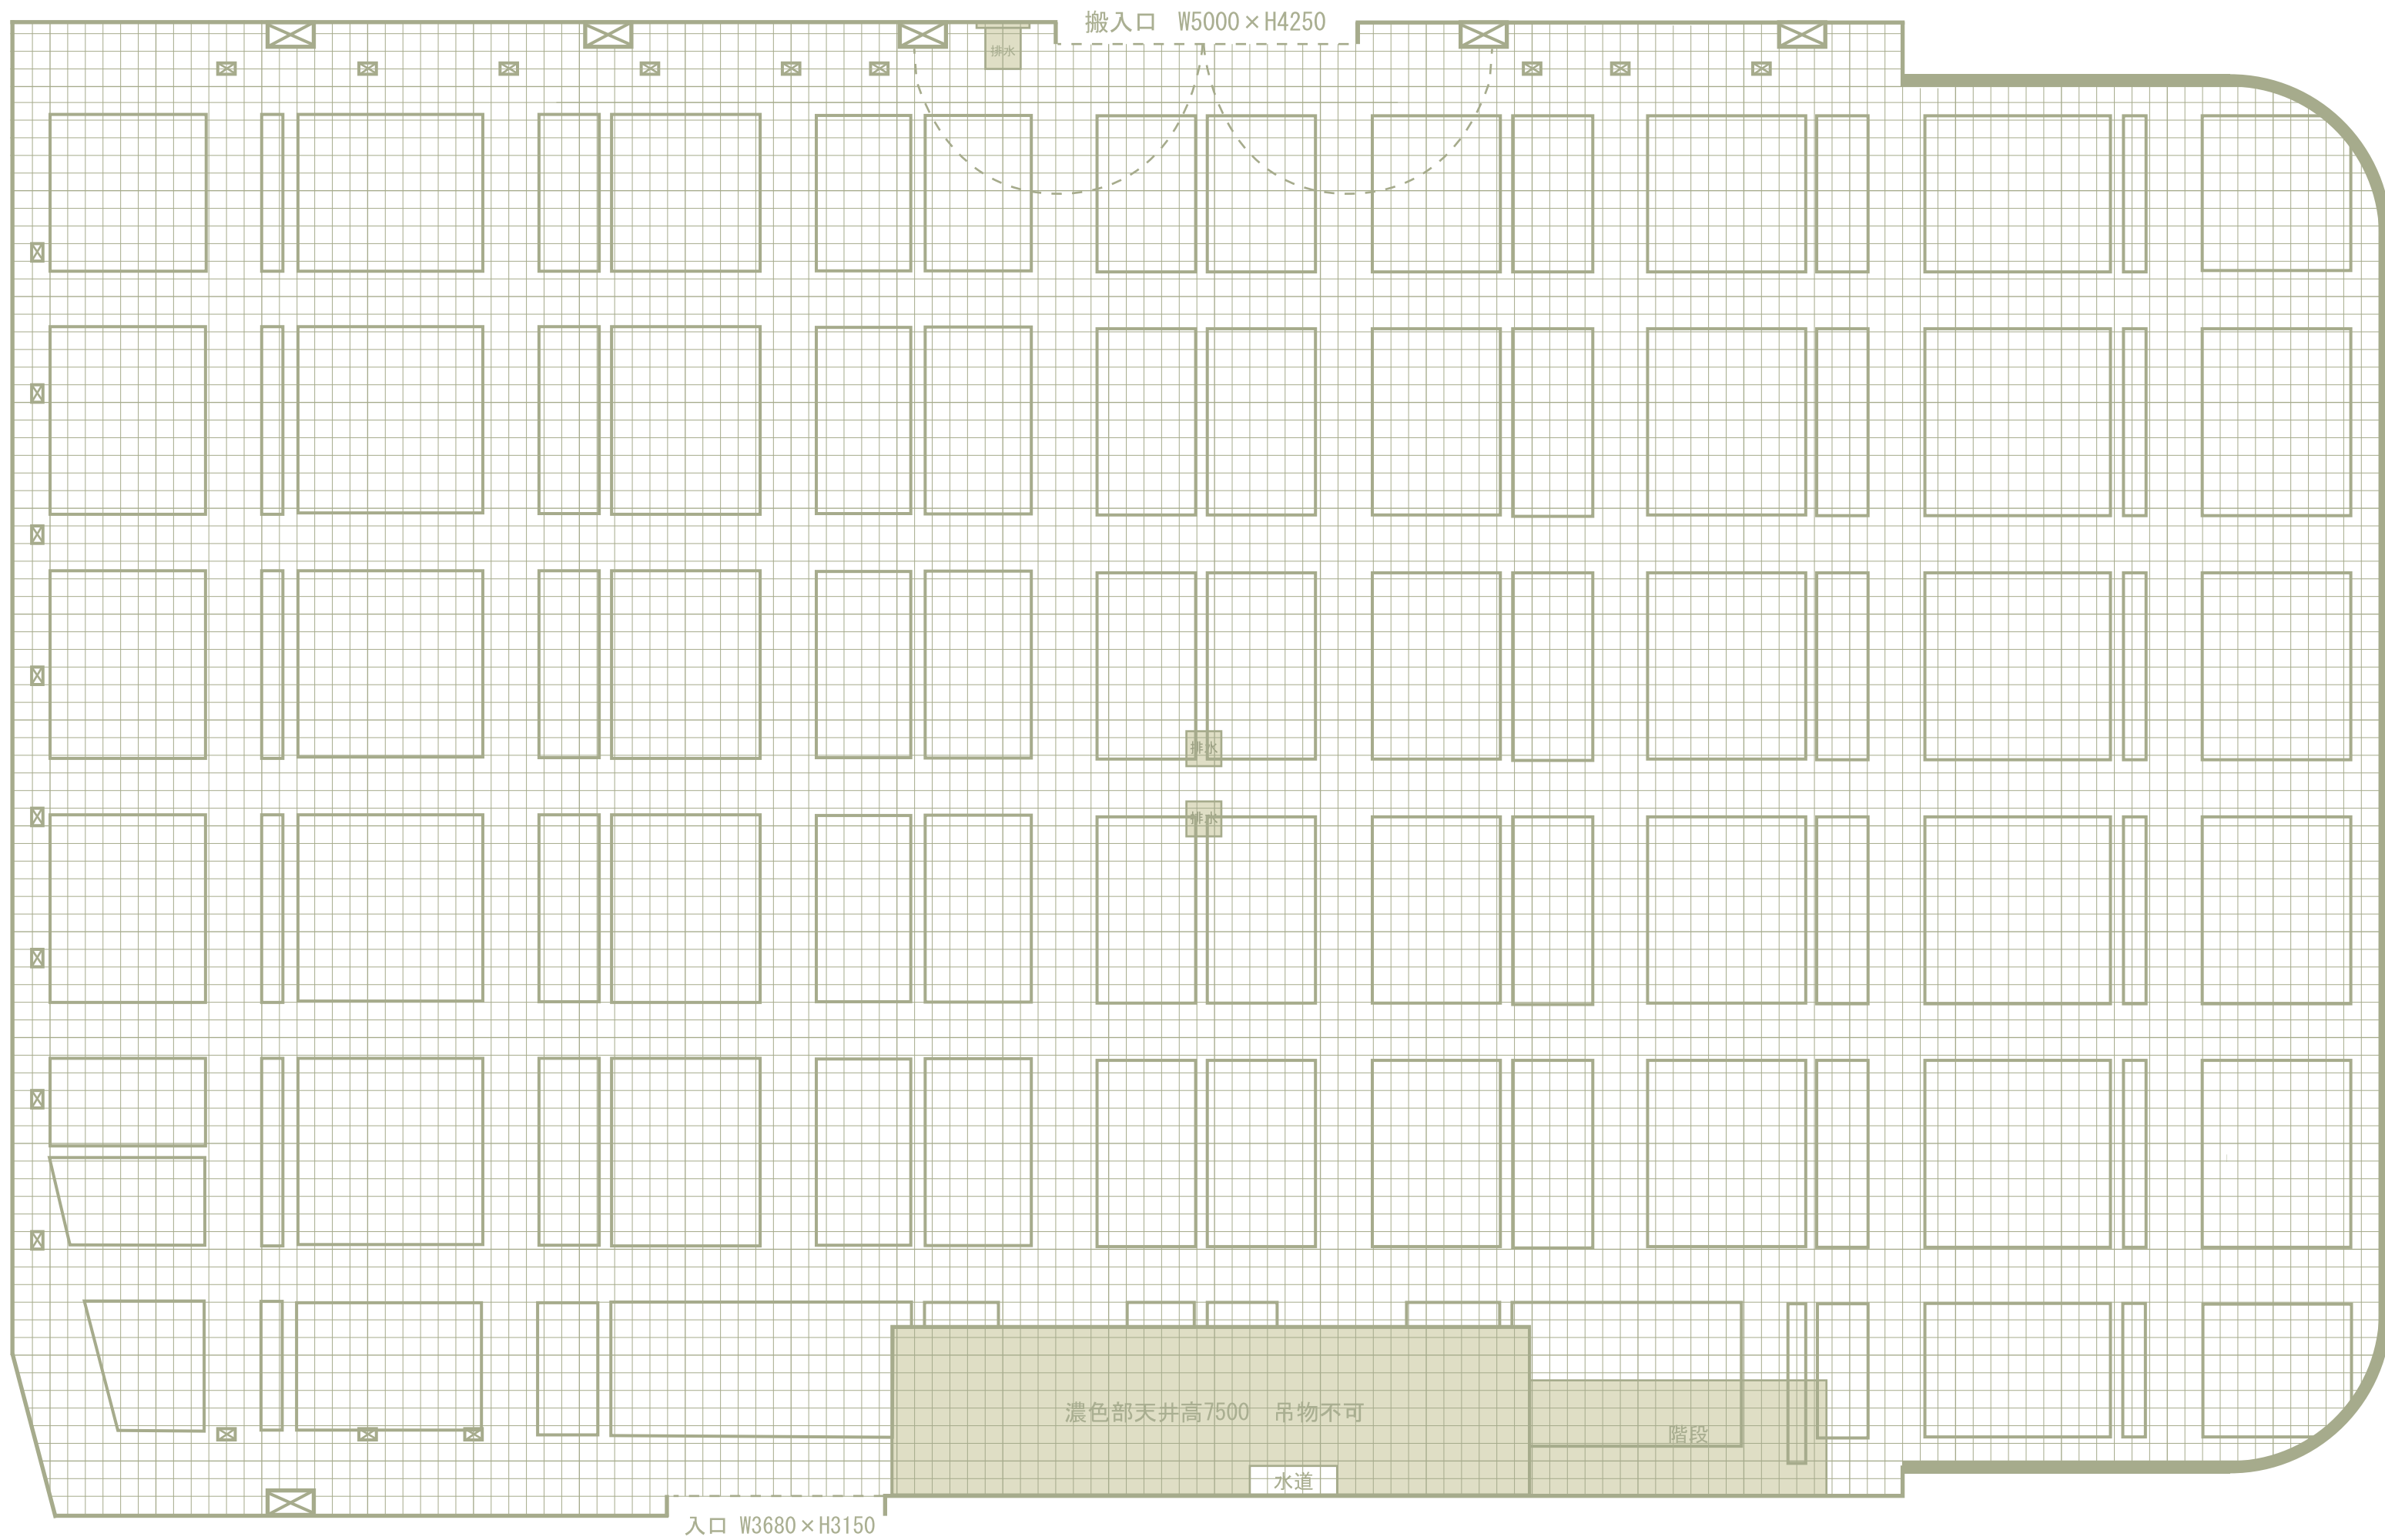 搬入口　W5000×H4250
排水
排水
排水
濃色部天井高7500　吊物不可
階段
水道
入口 W3680×H3150